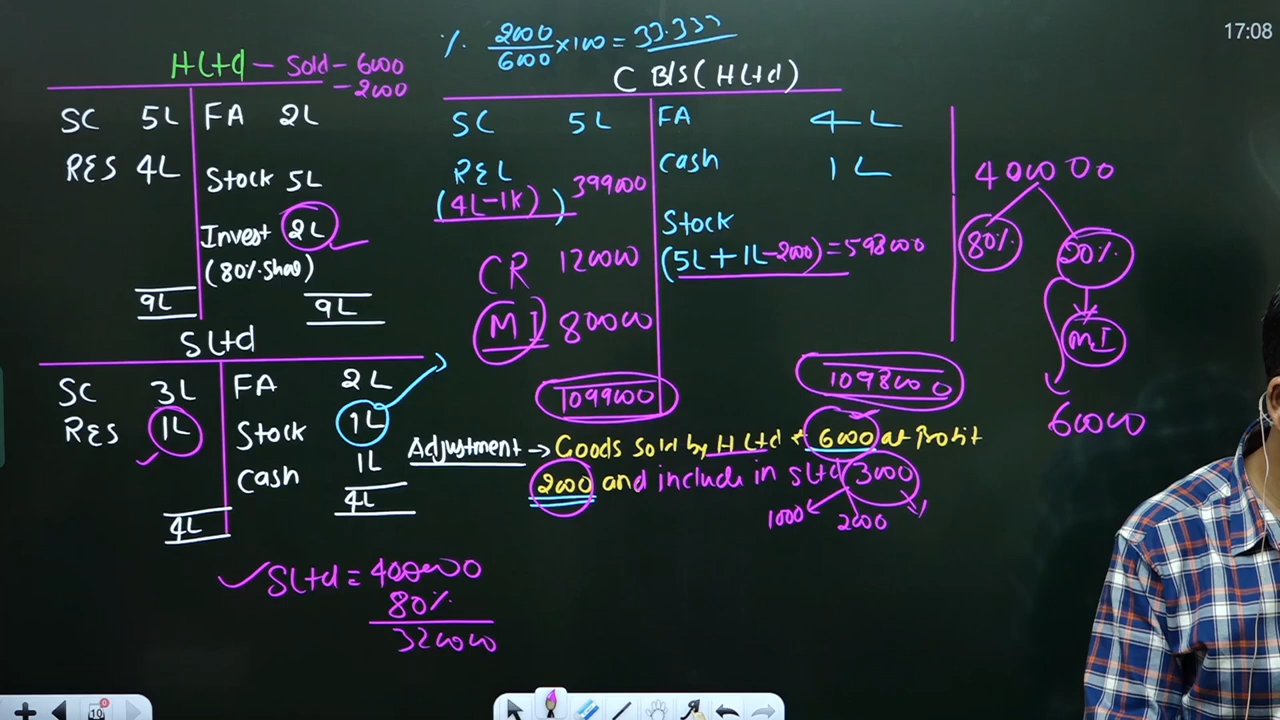 17:08
% 2000/6000 × 100 = 33.333
H Ltd — Sold — 6000
— 2000
SC 5L FA 2L
RES 4L Stock 5L
Invest 2L
(80% Share)
9L 9L
S Ltd
SC 3L FA 2L
RES 1L Stock 1L
Cash 1L
4L 4L
C B/S (H Ltd)
SC 5L FA 4L
REL Cash 1L
(4L-1K) 399000 Stock
(5L + 1L - 2000) = 598000
CR 120000
MI 80000
1099000 1098000
400000
80% 20%
MI
60000
Adjustment → Goods sold by H Ltd 6000 at Profit
2000 and include in S Ltd 3000
1000 2000
S Ltd = 400000
80%
320000
10